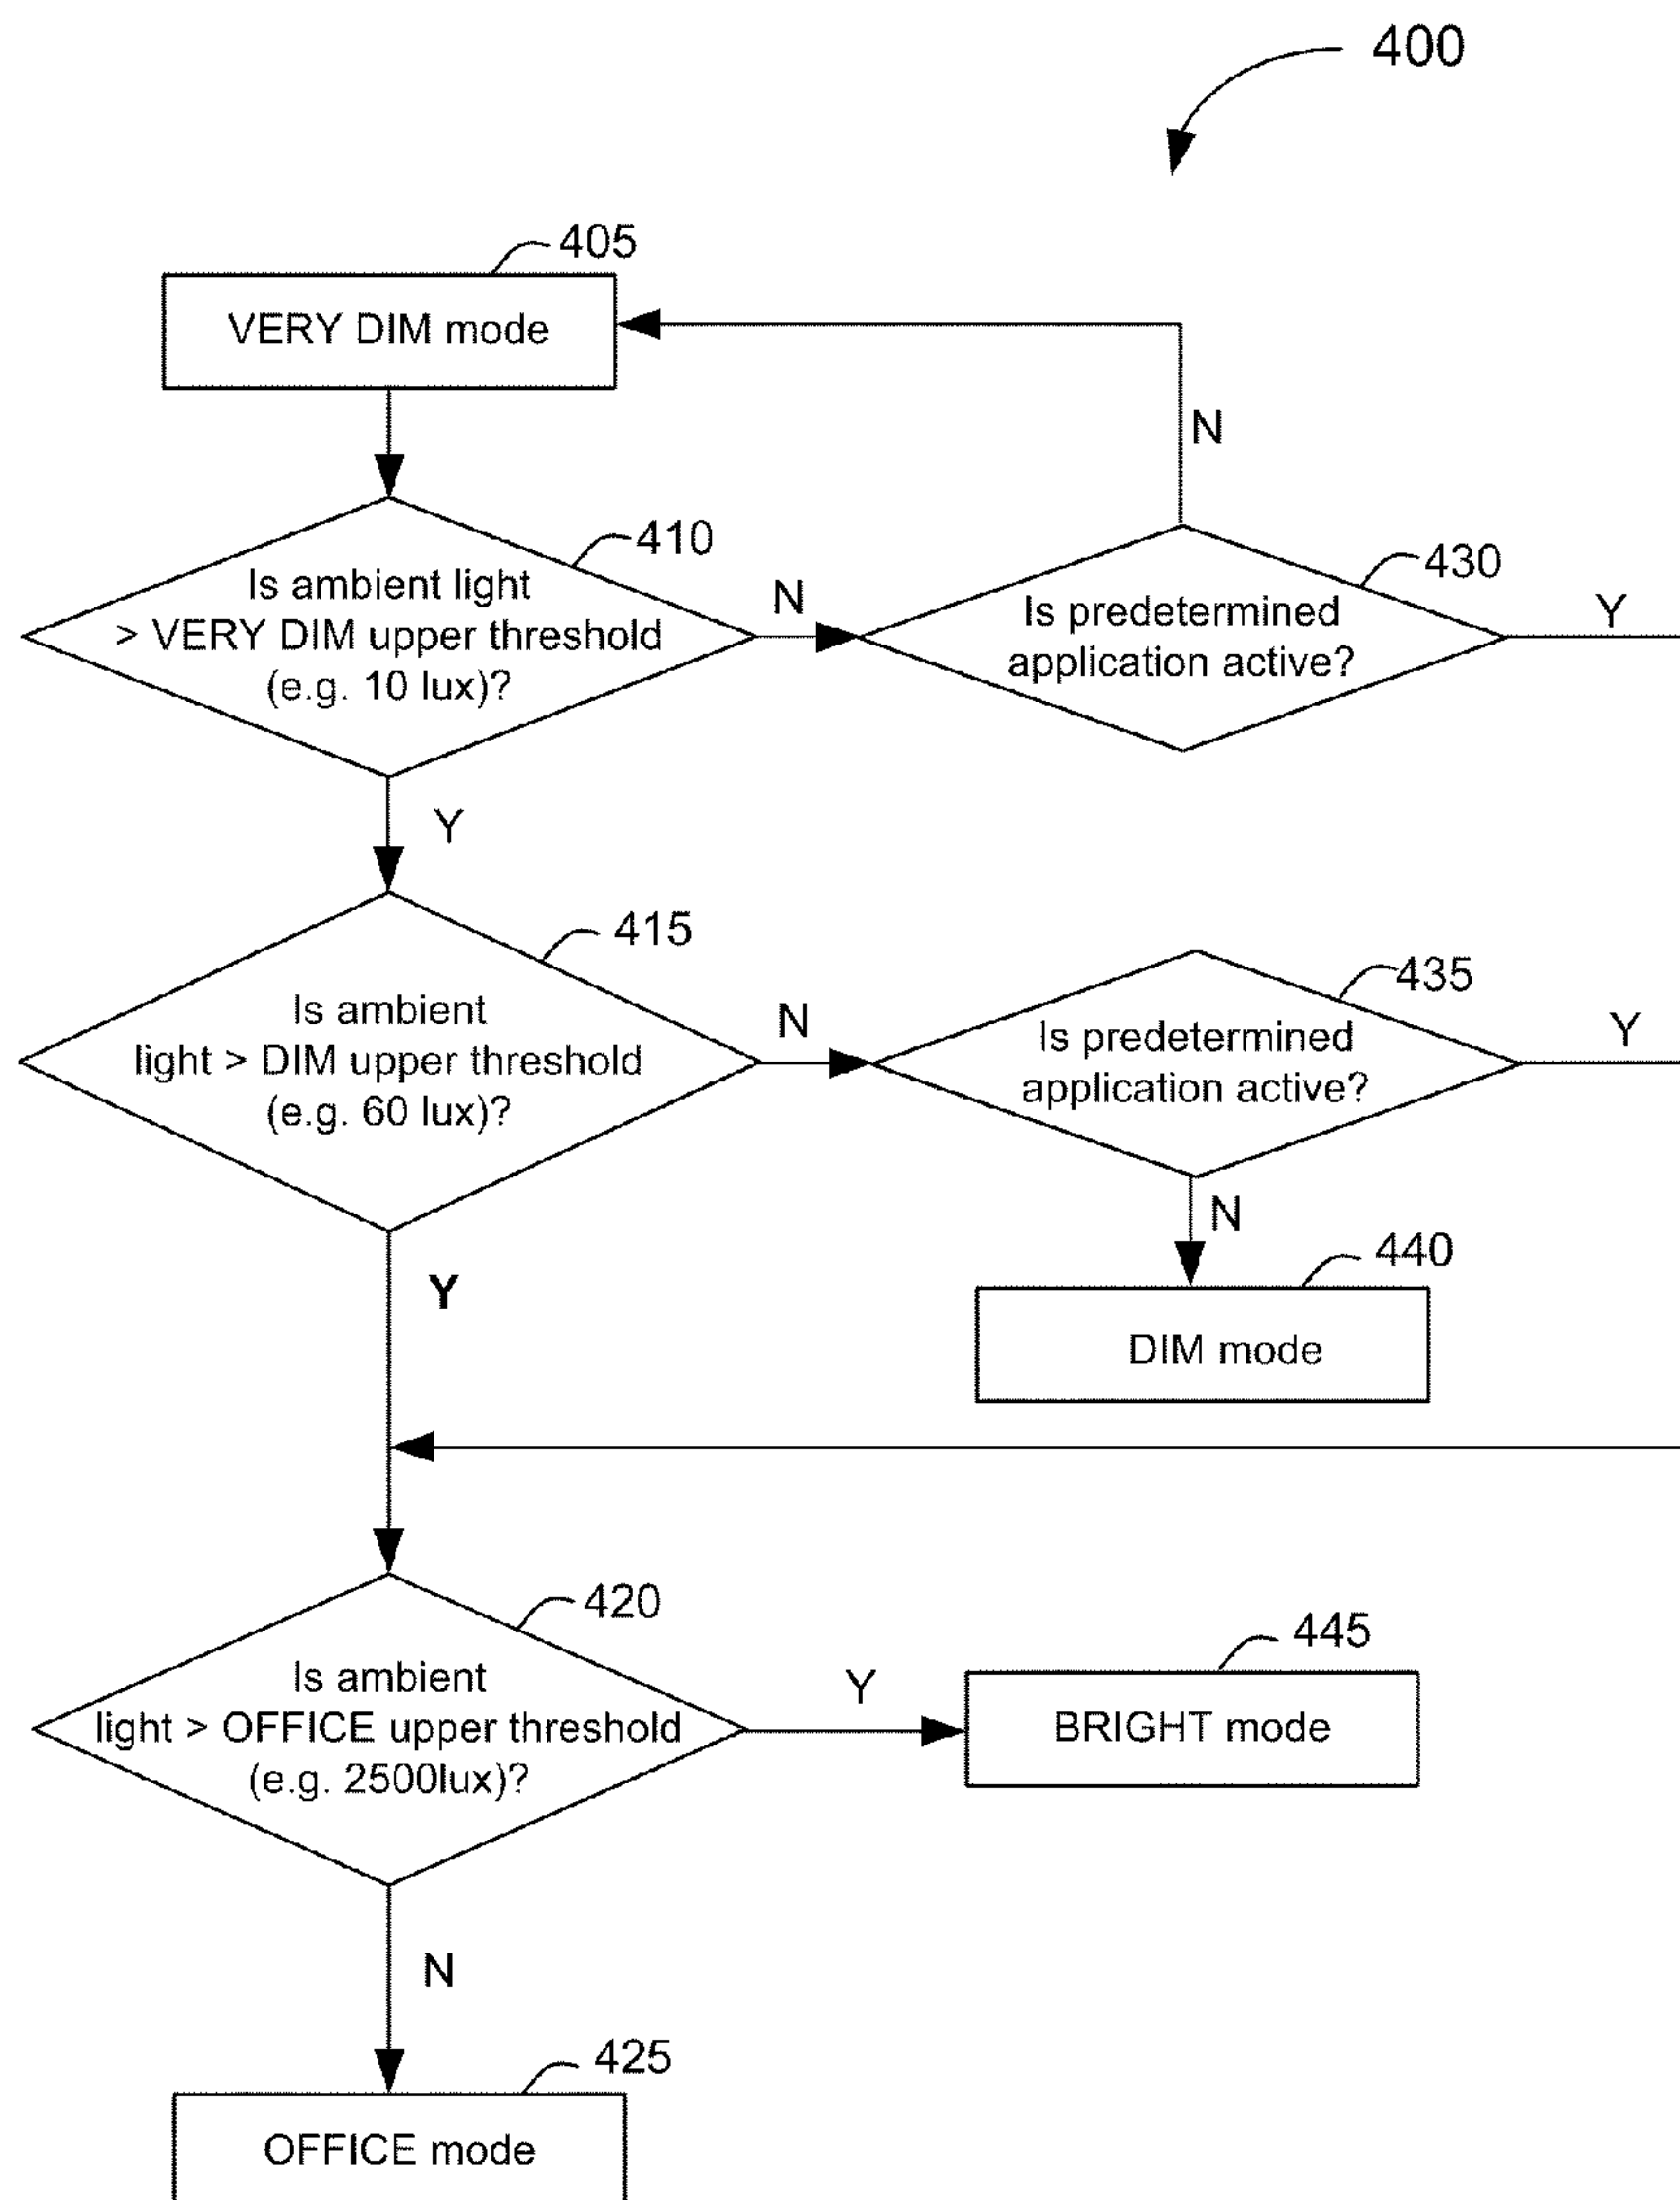 400
405
VERY DIM mode
N
410
Is ambient light
> VERY DIM upper threshold
(e.g. 10 lux)?
N
430
Is predetermined
application active?
Y
Y
415
Is ambient
light > DIM upper threshold
(e.g. 60 lux)?
N
435
Is predetermined
application active?
Y
N
440
DIM mode
Y
420
Is ambient
light > OFFICE upper threshold
(e.g. 2500lux)?
Y
445
BRIGHT mode
N
425
OFFICE mode